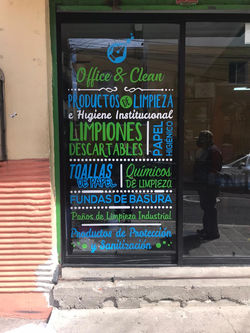 Office & Clean
PRODUCTOS DE LIMPIEZA
e Higiene Institucional
LIMPIONES
DESCARTABLES
PAPEL
HIGIÉNICO
TOALLAS
DE PAPEL
QUÍMICOS
DE LIMPIEZA
FUNDAS DE BASURA
Paños de Limpieza Industrial
Productos de Protección
y Sanitización